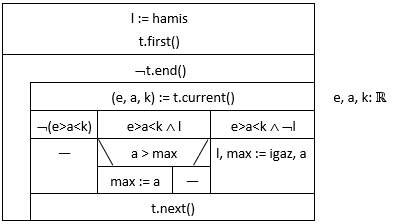 l := hamis
t.first()
¬t.end()
(e, a, k) := t.current()
e, a, k: ℝ
¬(e>a<k)
e>a<k ∧ l
e>a<k ∧ ¬l
—
a > max
l, max := igaz, a
max := a
—
t.next()